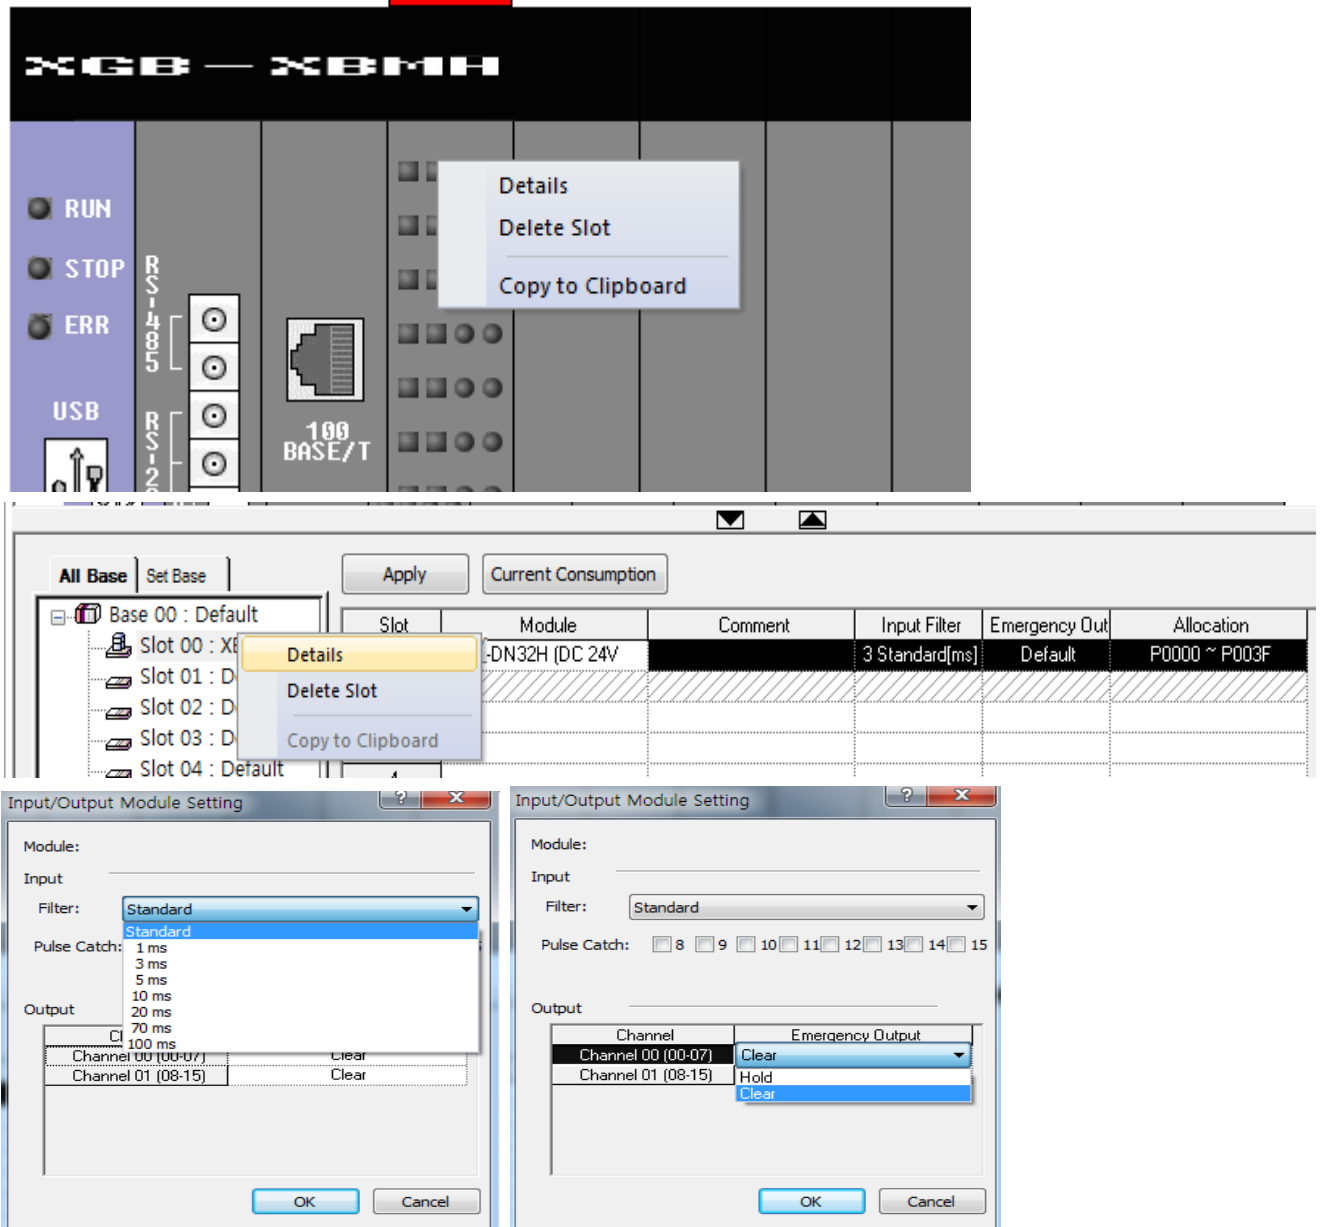 XGB-XBMH
RUN
STOP
ERR
USB
RS-485
100
BASE/T
Details
Delete Slot
Copy to Clipboard
All Base
Set Base
Apply
Current Consumption
Base 00 : Default
Slot 00 :
Slot 01 :
Slot 02 :
Slot 03 :
Slot 04 : Default
Details
Delete Slot
Copy to Clipboard
Slot Module Comment Input Filter Emergency Out Allocation
-DN32H (DC 24V 3 Standard[ms] Default P0000 ~ P003F
Input/Output Module Setting
Module:
Input
Filter: Standard
Standard
1 ms
3 ms
5 ms
10 ms
20 ms
70 ms
100 ms
Pulse Catch:
Output
Channel 00 (00-07) Clear
Channel 01 (08-15) Clear
OK Cancel
Input/Output Module Setting
Module:
Input
Filter: Standard
Pulse Catch: 8 9 10 11 12 13 14 15
Output
Channel Emergency Output
Channel 00 (00-07) Clear
Channel 01 (08-15) Hold
Clear
OK Cancel